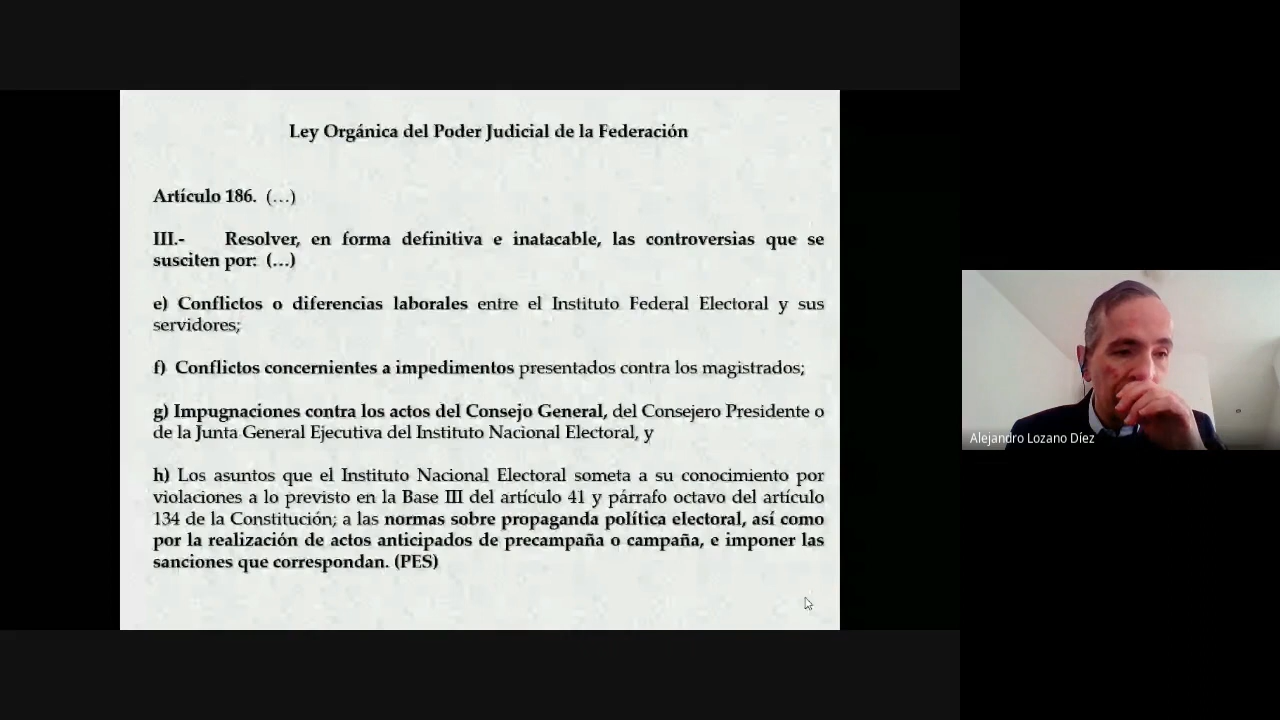 Ley Orgánica del Poder Judicial de la Federación
Artículo 186. (…)
III.- Resolver, en forma definitiva e inatacable, las controversias que se
susciten por: (…)
e) Conflictos o diferencias laborales entre el Instituto Federal Electoral y sus
servidores;
f) Conflictos concernientes a impedimentos presentados contra los magistrados;
g) Impugnaciones contra los actos del Consejo General, del Consejero Presidente o
de la Junta General Ejecutiva del Instituto Nacional Electoral, y
h) Los asuntos que el Instituto Nacional Electoral someta a su conocimiento por
violaciones a lo previsto en la Base III del artículo 41 y párrafo octavo del artículo
134 de la Constitución; a las normas sobre propaganda política electoral, así como
por la realización de actos anticipados de precampaña o campaña, e imponer las
sanciones que correspondan. (PES)
Alejandro Lozano Díez